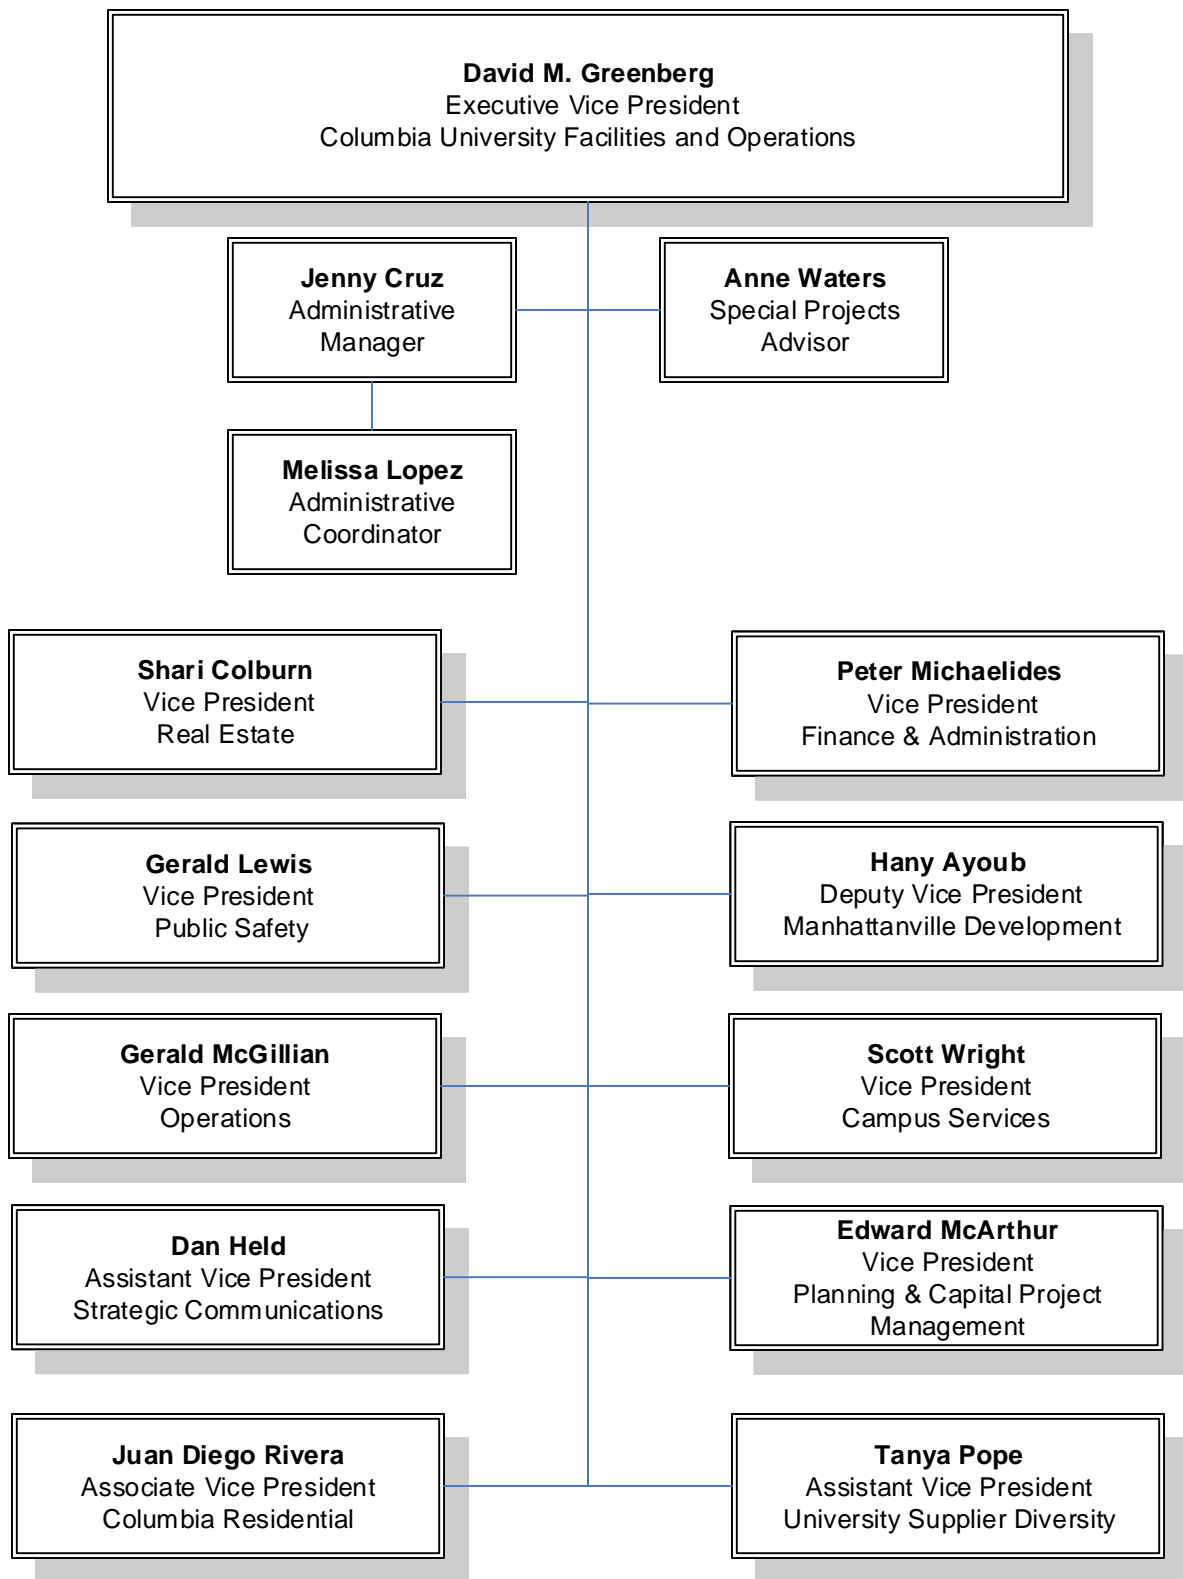 David M. Greenberg
Executive Vice President
Columbia University Facilities and Operations
Jenny Cruz
Administrative
Manager
Anne Waters
Special Projects
Advisor
Melissa Lopez
Administrative
Coordinator
Shari Colburn
Vice President
Real Estate
Peter Michaelides
Vice President
Finance & Administration
Gerald Lewis
Vice President
Public Safety
Hany Ayoub
Deputy Vice President
Manhattanville Development
Gerald McGillian
Vice President
Operations
Scott Wright
Vice President
Campus Services
Dan Held
Assistant Vice President
Strategic Communications
Edward McArthur
Vice President
Planning & Capital Project
Management
Juan Diego Rivera
Associate Vice President
Columbia Residential
Tanya Pope
Assistant Vice President
University Supplier Diversity